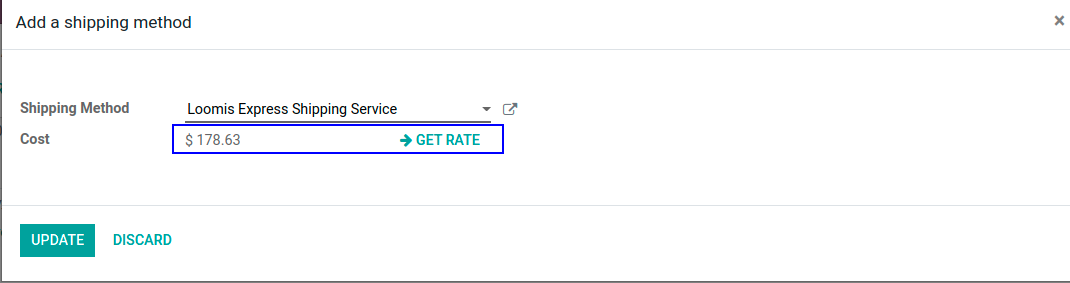 Add a shipping method
×
Shipping Method Loomis Express Shipping Service
Cost $ 178.63 GET RATE
UPDATE DISCARD